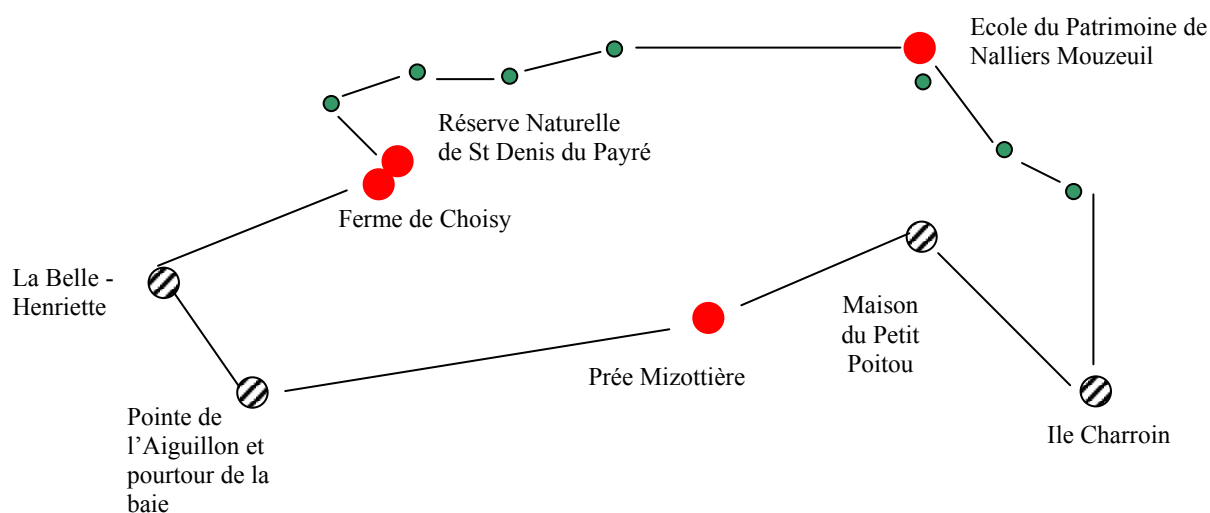 Ecole du Patrimoine de
Nalliers Mouzeuil
Réserve Naturelle
de St Denis du Payré
Ferme de Choisy
La Belle -
Henriette
Maison
du Petit
Poitou
Prée Mizottière
Pointe de
l’Aiguillon et
pourtour de la
baie
Ile Charroin